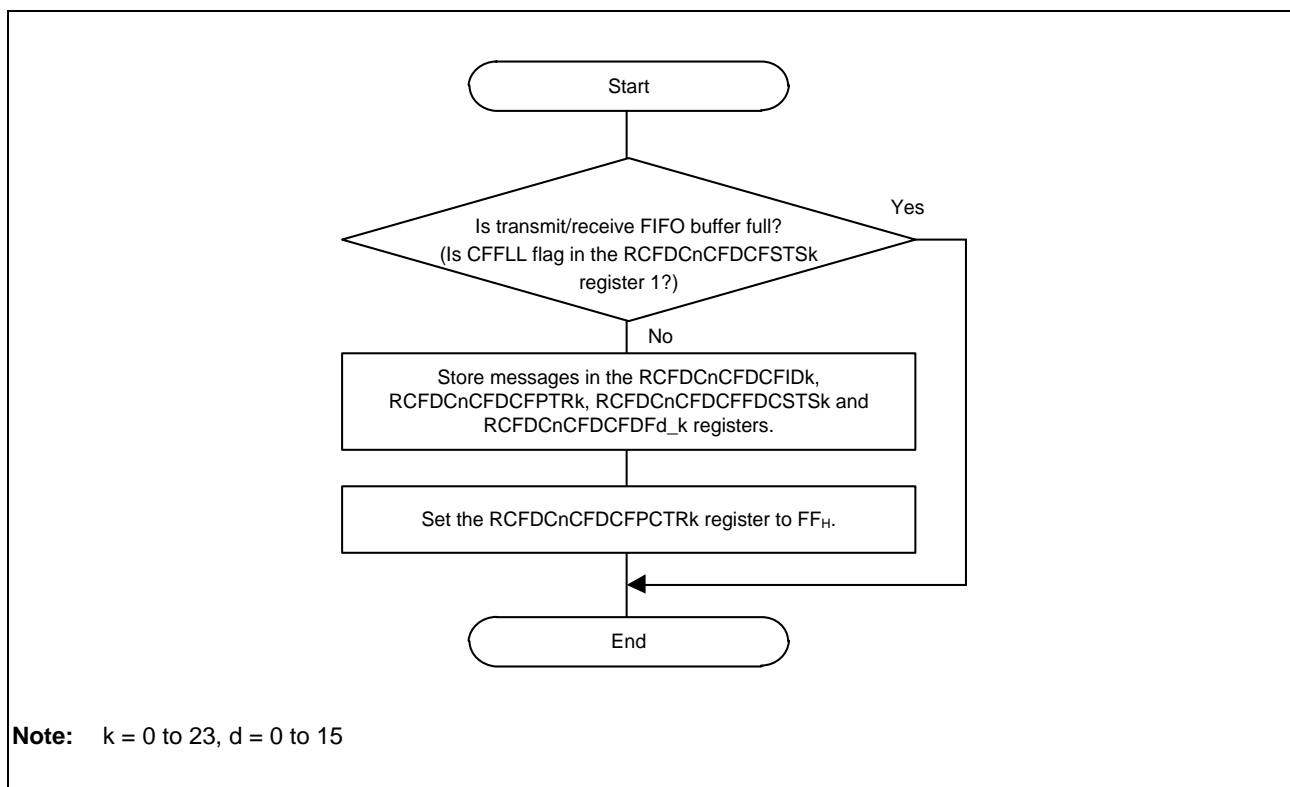 Start
Is transmit/receive FIFO buffer full?
(Is CFFLL flag in the RCFDCnCFDCFSTSk
register 1?)
Yes
No
Store messages in the RCFDCnCFDCFIDk,
RCFDCnCFDCFPTRk, RCFDCnCFDCFFDCSTSk and
RCFDCnCFDCFDFd_k registers.
Set the RCFDCnCFDCFPCTRk register to FFH.
End
Note: k = 0 to 23, d = 0 to 15